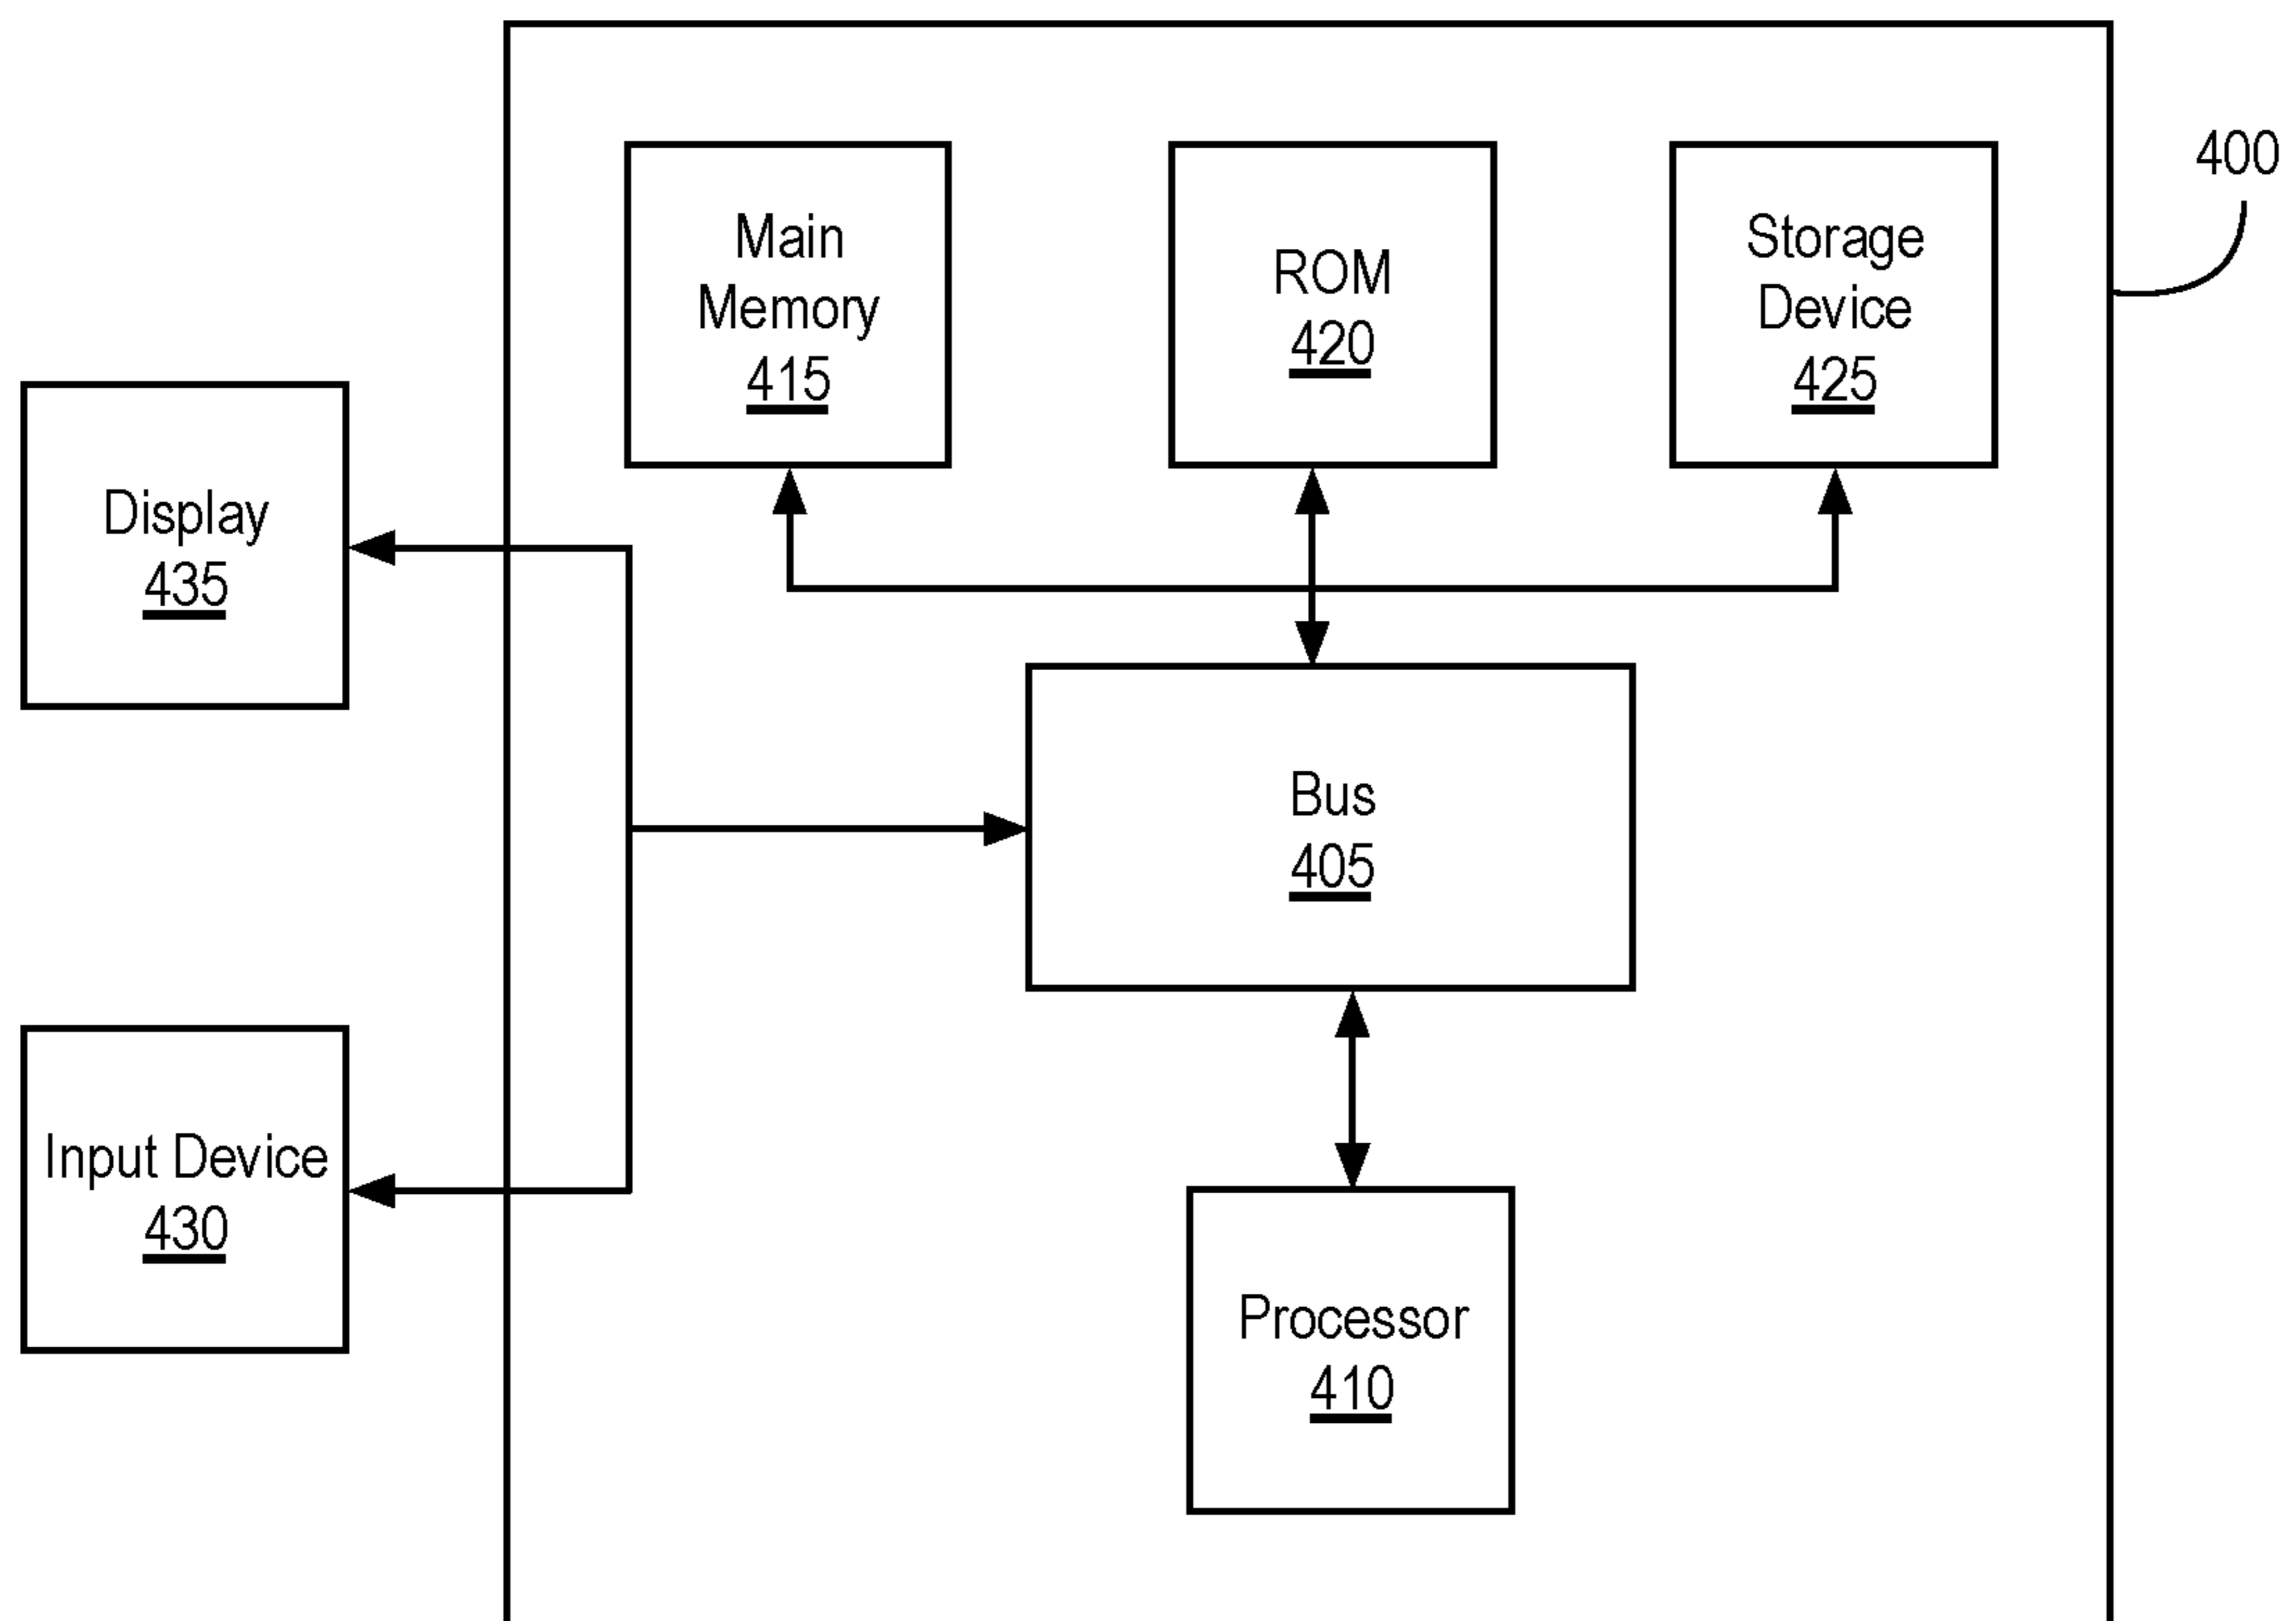 400
Main
Memory
415
ROM
420
Storage
Device
425
Display
435
Bus
405
Input Device
430
Processor
410